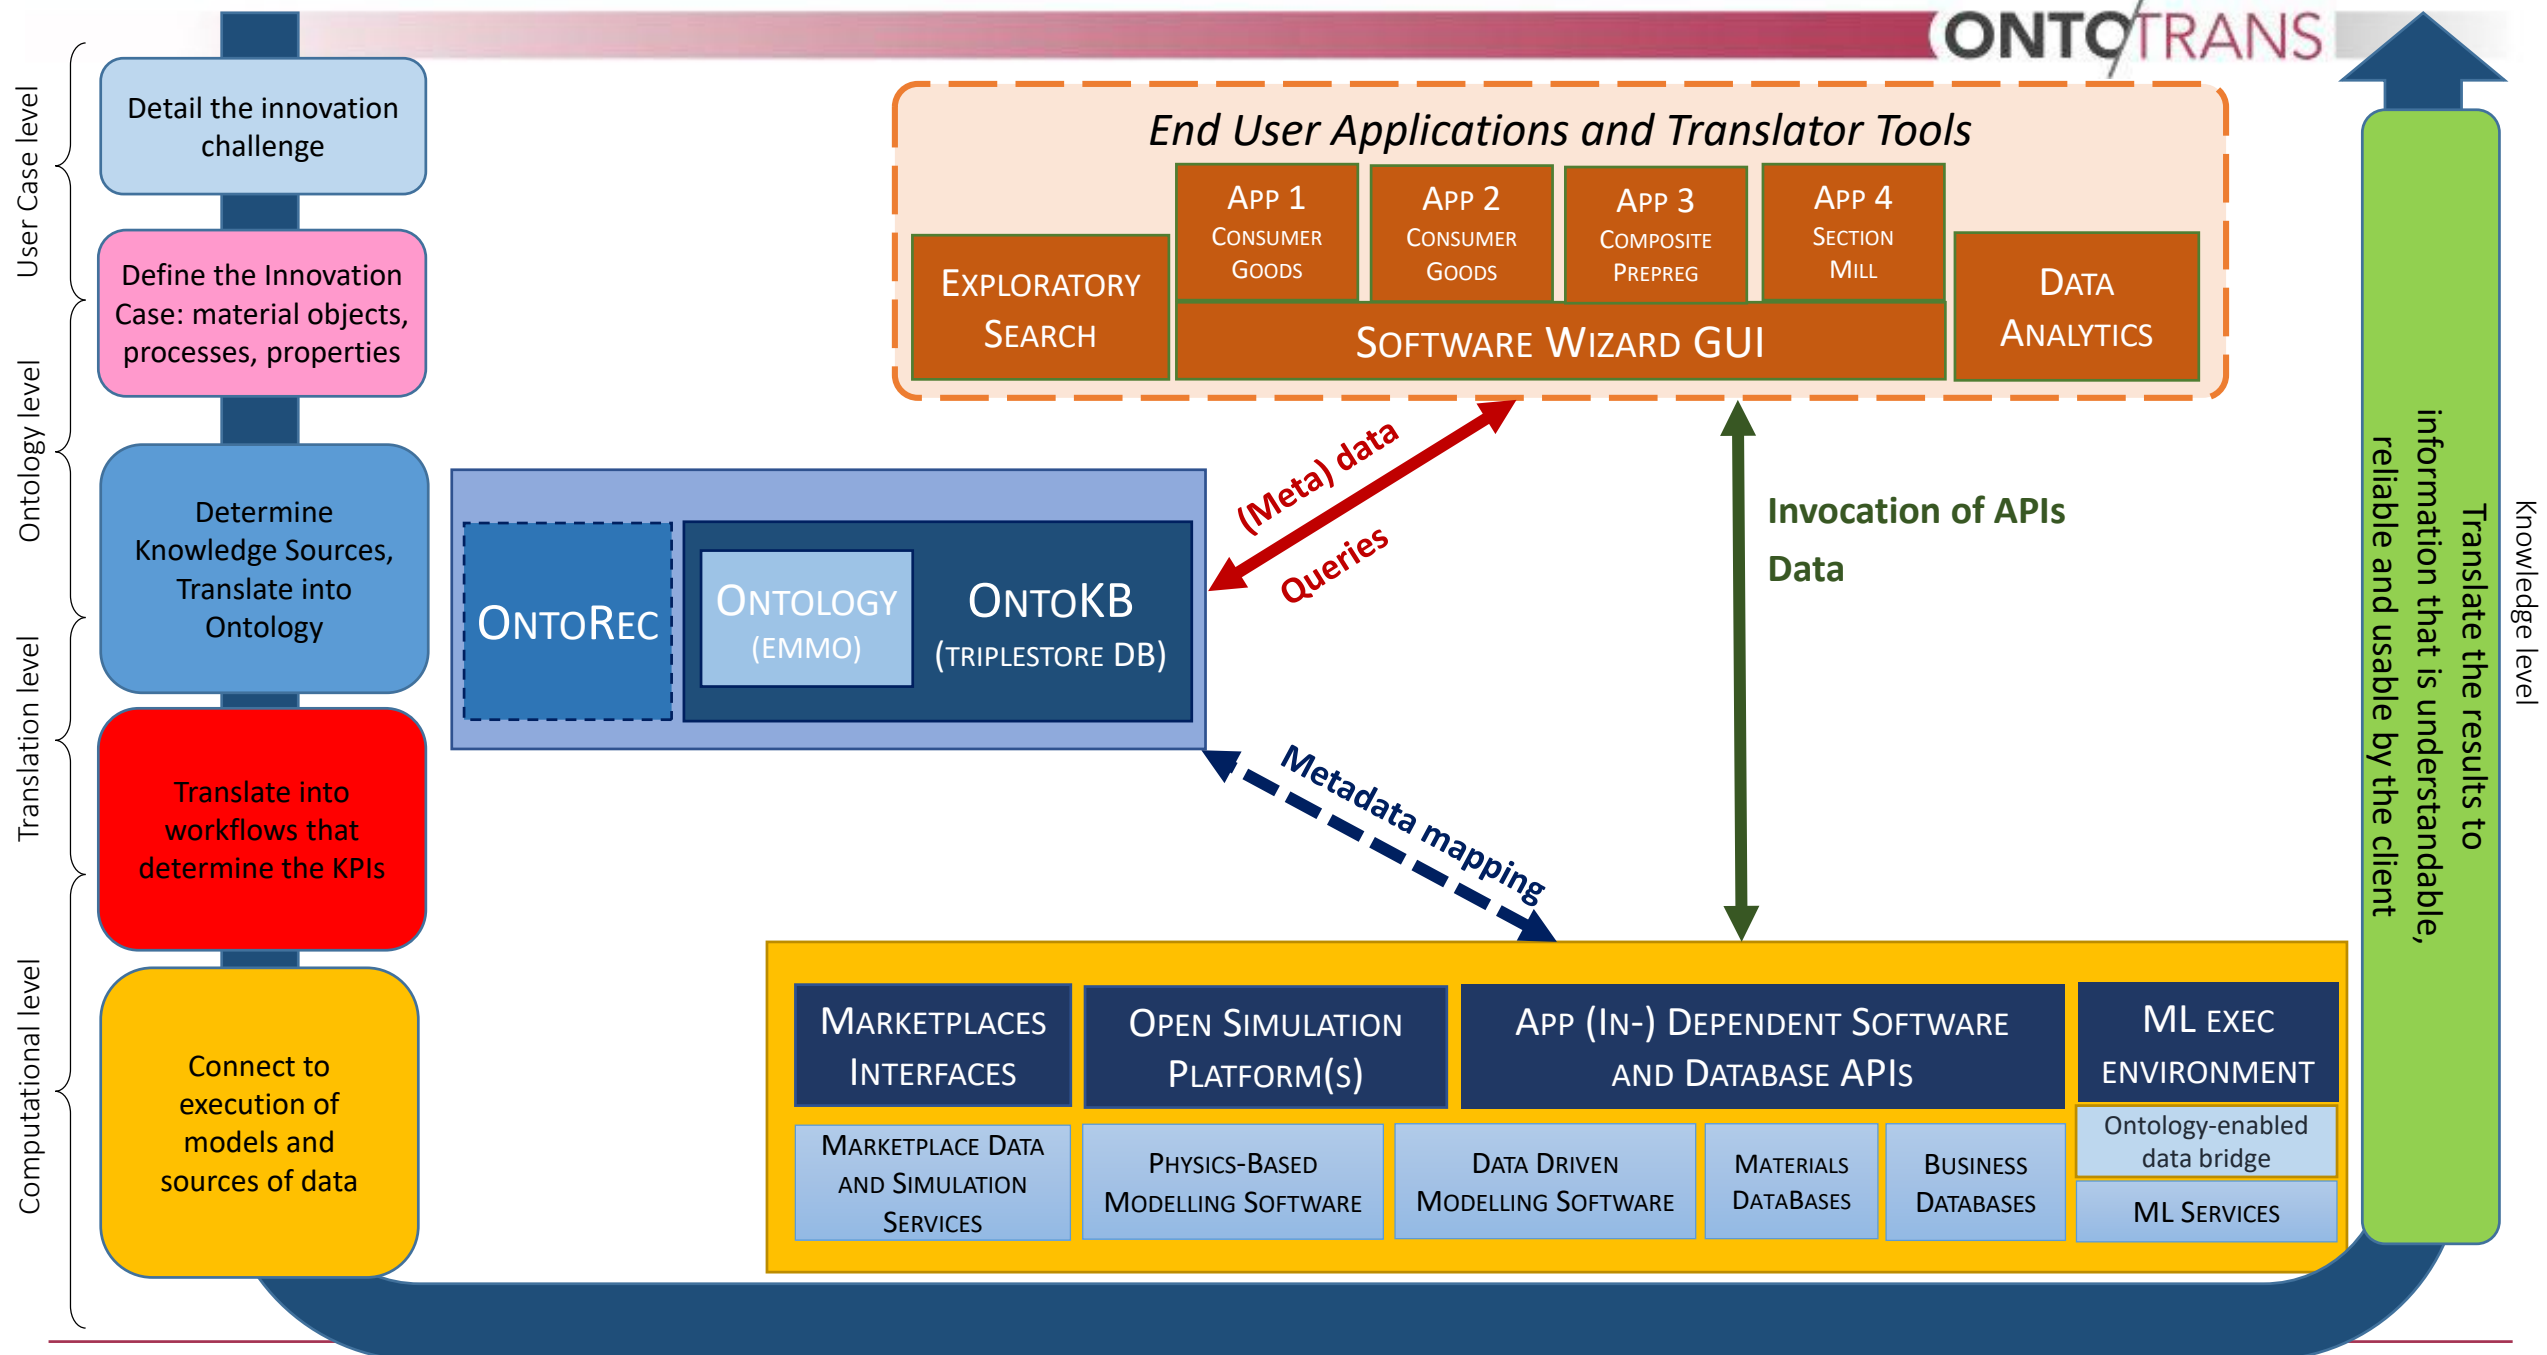 ONTOTRANS
User Case level
Ontology level
Translation level
Computational level
Detail the innovation
challenge
Define the Innovation
Case: material objects,
processes, properties
Determine
Knowledge Sources,
Translate into
Ontology
Translate into
workflows that
determine the KPIs
Connect to
execution of
models and
sources of data
End User Applications and Translator Tools
EXPLORATORY
SEARCH
APP 1
CONSUMER
GOODS
APP 2
CONSUMER
GOODS
APP 3
COMPOSITE
PREPREG
APP 4
SECTION
MILL
SOFTWARE WIZARD GUI
DATA
ANALYTICS
(Meta) data
Queries
Invocation of APIs
Data
ONTOREC
ONTOLOGY
(EMMO)
ONTOKB
(TRIPLESTORE DB)
Metadata mapping
MARKETPLACES
INTERFACES
OPEN SIMULATION
PLATFORM(S)
APP (IN-) DEPENDENT SOFTWARE
AND DATABASE APIS
ML EXEC
ENVIRONMENT
MARKETPLACE DATA
AND SIMULATION
SERVICES
PHYSICS-BASED
MODELLING SOFTWARE
DATA DRIVEN
MODELLING SOFTWARE
MATERIALS
DATABASES
BUSINESS
DATABASES
Ontology-enabled
data bridge
ML SERVICES
Translate the results to
information that is understandable,
reliable and usable by the client
Knowledge level